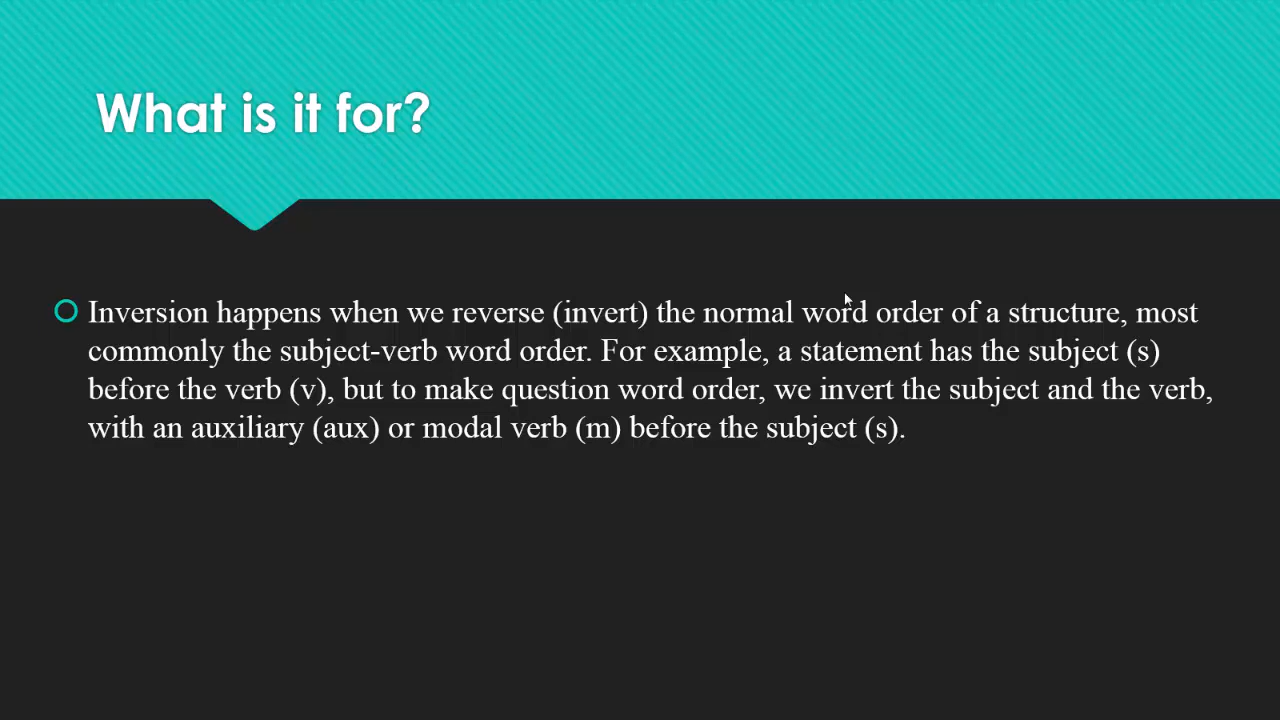 What is it for?
Inversion happens when we reverse (invert) the normal word order of a structure, most
commonly the subject-verb word order. For example, a statement has the subject (s)
before the verb (v), but to make question word order, we invert the subject and the verb,
with an auxiliary (aux) or modal verb (m) before the subject (s).